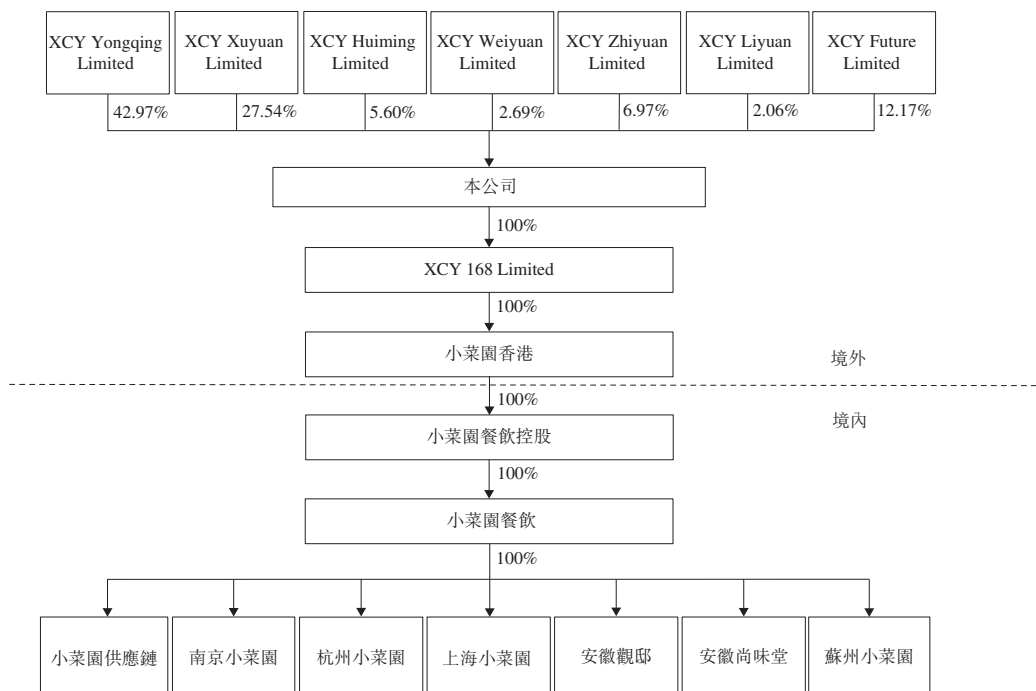 XCY Yongqing
Limited
XCY Xuyuan
Limited
XCY Huiming
Limited
XCY Weiyuan
Limited
XCY Zhiyuan
Limited
XCY Liyuan
Limited
XCY Future
Limited
42.97%
27.54%
5.60%
2.69%
6.97%
2.06%
12.17%
本公司
100%
XCY 168 Limited
100%
小菜園香港
境外
100%
境內
小菜園餐飲控股
100%
小菜園餐飲
100%
小菜園供應鏈
南京小菜園
杭州小菜園
上海小菜園
安徽觀邸
安徽尚味堂
蘇州小菜園